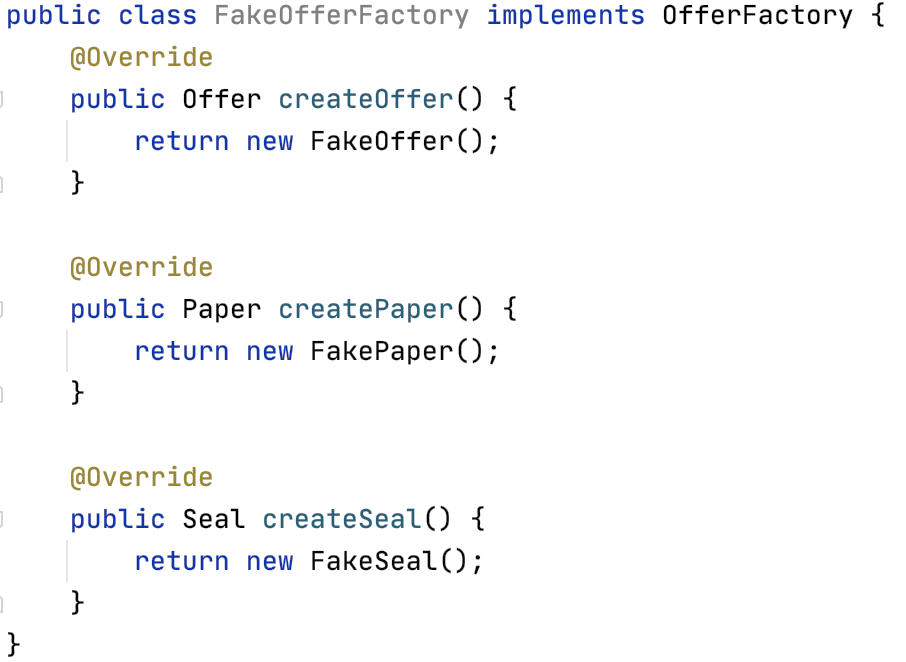 public class FakeOfferFactory implements OfferFactory {
    @Override
    public Offer createOffer() {
        return new FakeOffer();
    }

    @Override
    public Paper createPaper() {
        return new FakePaper();
    }

    @Override
    public Seal createSeal() {
        return new FakeSeal();
    }
}